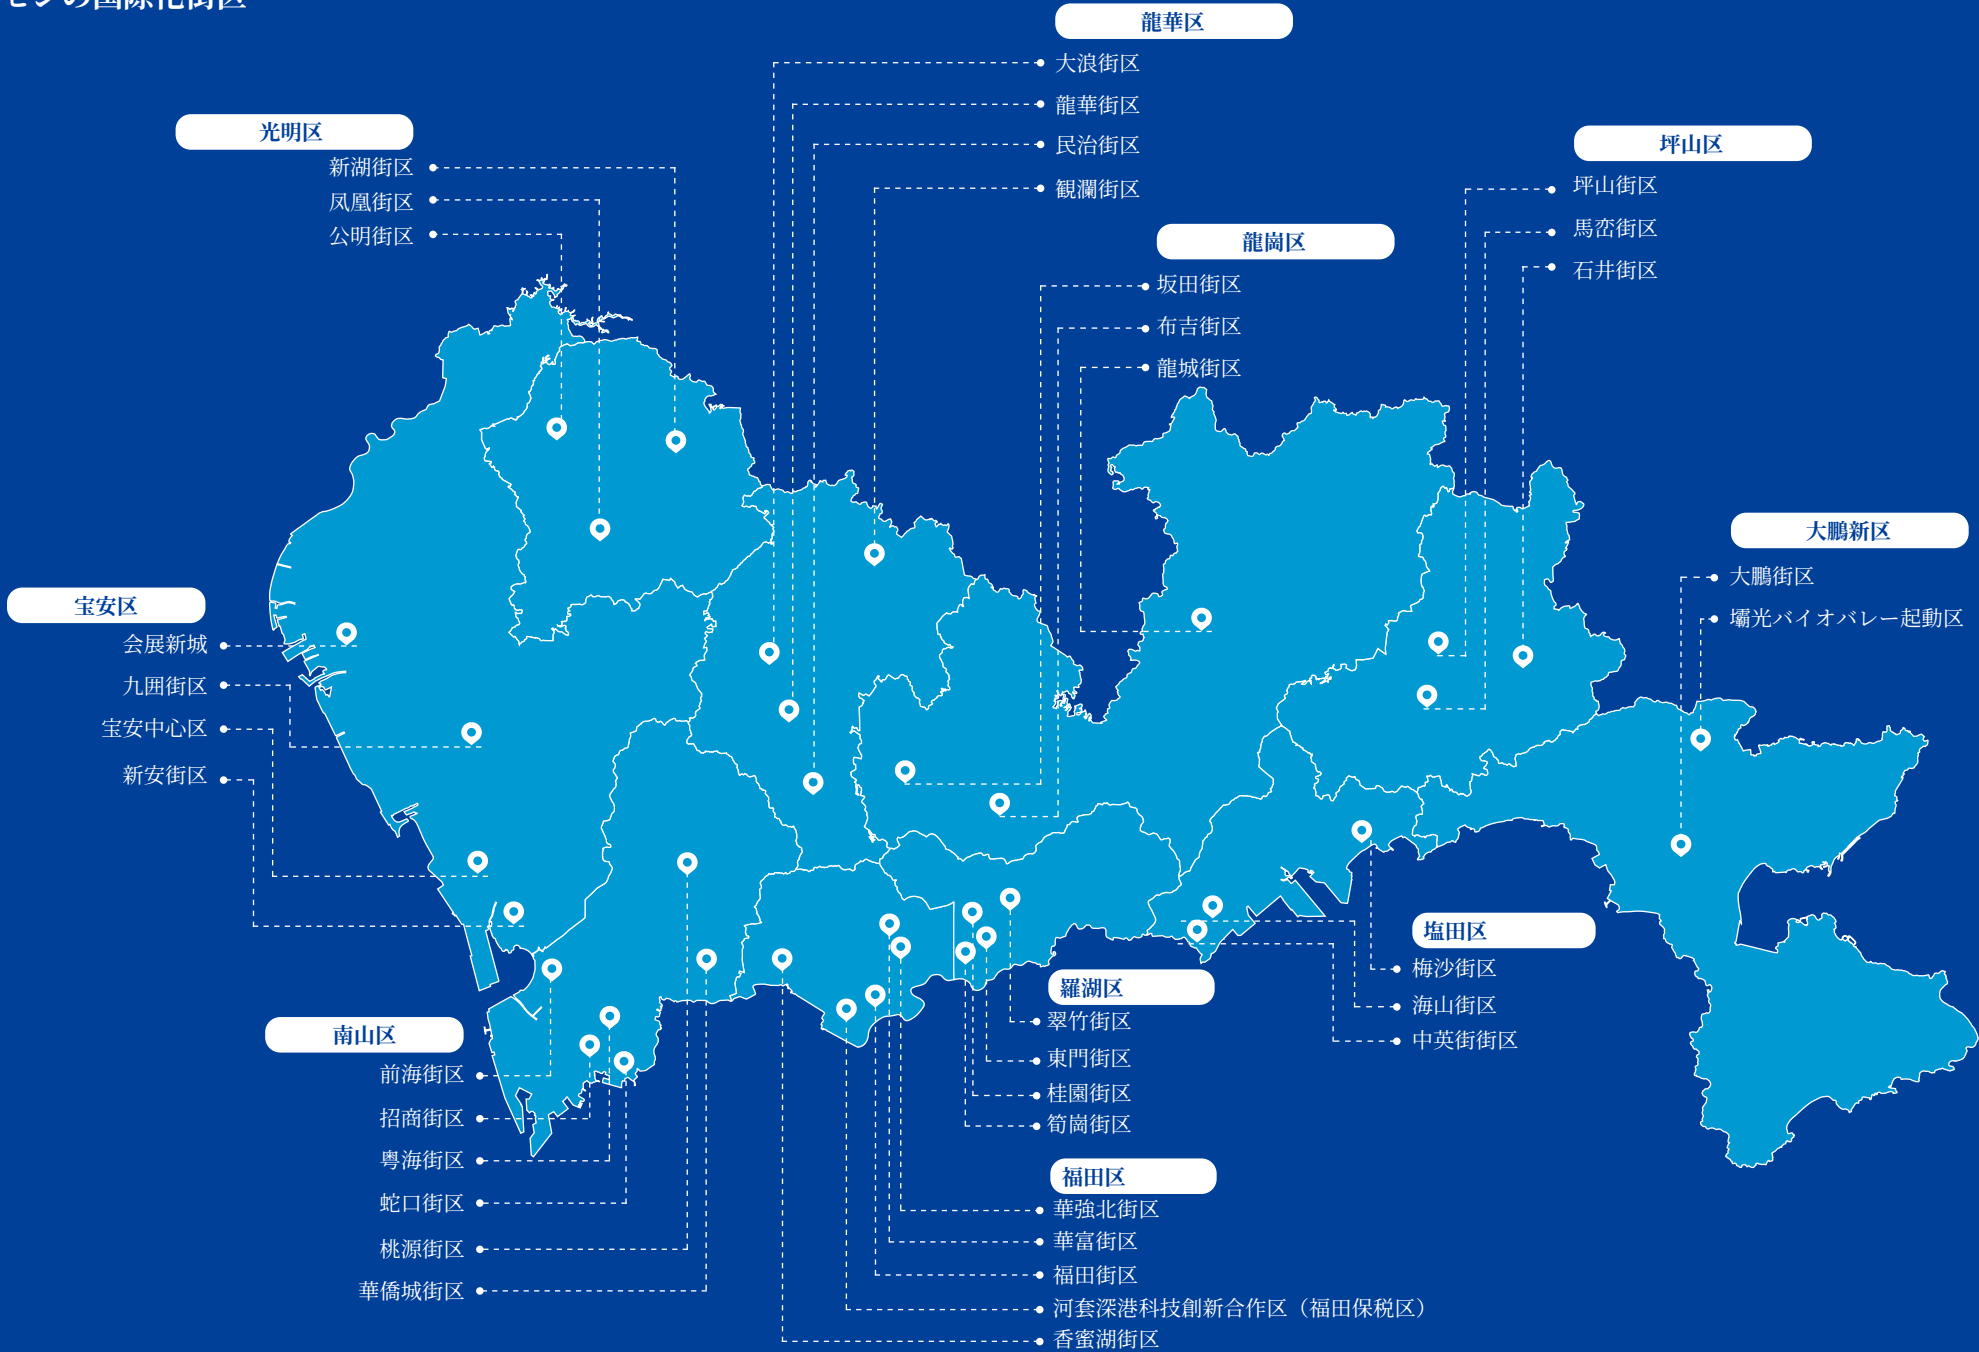 センの国際化街区
龍華区
大浪街区
龍華街区
民治街区
観瀾街区
光明区
新湖街区
凤凰街区
公明街区
坪山区
坪山街区
馬峦街区
石井街区
龍崗区
坂田街区
布吉街区
龍城街区
大鵬新区
大鵬街区
壩光バイオバレー起動区
宝安区
会展新城
九囲街区
宝安中心区
新安街区
塩田区
梅沙街区
海山街区
中英街街区
羅湖区
翠竹街区
東門街区
桂園街区
筍崗街区
南山区
前海街区
招商街区
粤海街区
蛇口街区
桃源街区
華僑城街区
福田区
華強北街区
華富街区
福田街区
河套深港科技創新合作区（福田保税区）
香蜜湖街区